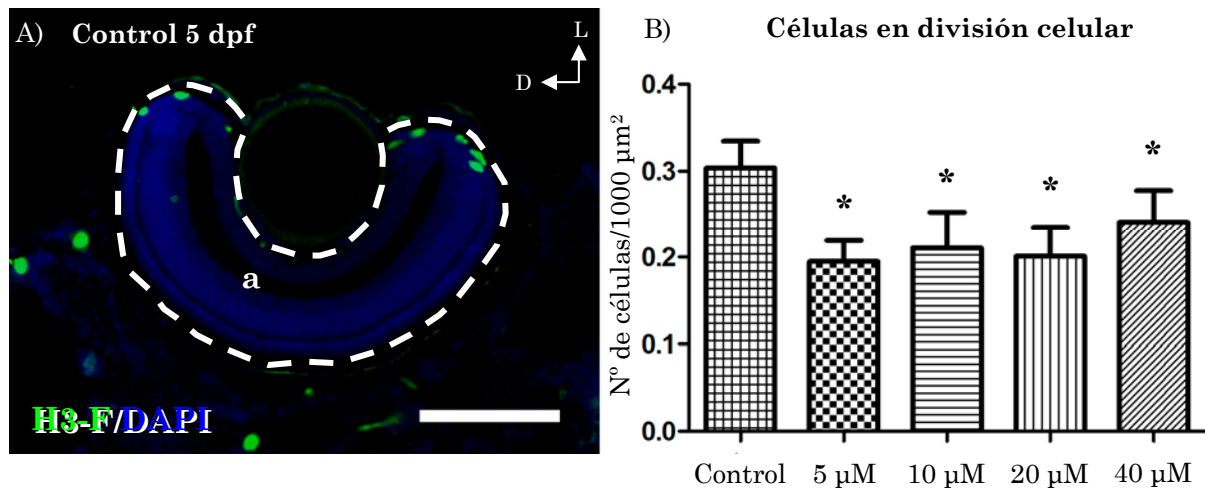 A) Control 5 dpf
L
D
a
H3-F/DAPI
B) Células en división celular
Nº de células/1000 µm²
0.4
0.3
0.2
0.1
0.0
* * * *
Control 5 µM 10 µM 20 µM 40 µM